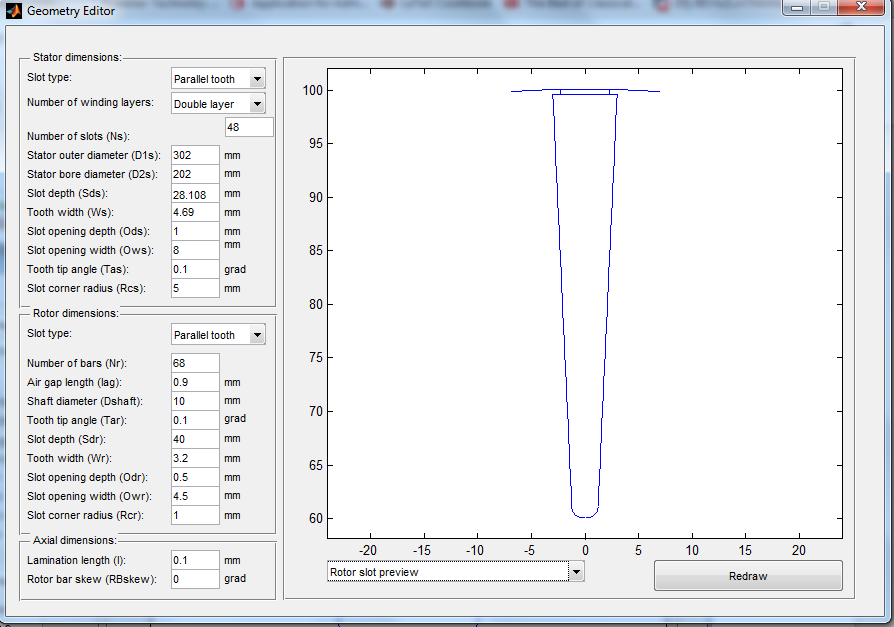 Geometry Editor
Stator dimensions:
Slot type: Parallel tooth
Number of winding layers: Double layer
Number of slots (Ns): 48
Stator outer diameter (D1s): 302 mm
Stator bore diameter (D2s): 202 mm
Slot depth (Sds): 28.108 mm
Tooth width (Ws): 4.69 mm
Slot opening depth (Ods): 1 mm
Slot opening width (Ows): 8 mm
Tooth tip angle (Tas): 0.1 grad
Slot corner radius (Rcs): 5 mm
Rotor dimensions:
Slot type: Parallel tooth
Number of bars (Nr): 68
Air gap length (lag): 0.9 mm
Shaft diameter (Dshaft): 10 mm
Tooth tip angle (Tar): 0.1 grad
Slot depth (Sdr): 40 mm
Tooth width (Wr): 3.2 mm
Slot opening depth (Odr): 0.5 mm
Slot opening width (Owr): 4.5 mm
Slot corner radius (Rcr): 1 mm
Axial dimensions:
Lamination length (l): 0.1 mm
Rotor bar skew (RBskew): 0 grad
100
95
90
85
80
75
70
65
60
-20 -15 -10 -5 0 5 10 15 20
Rotor slot preview
Redraw